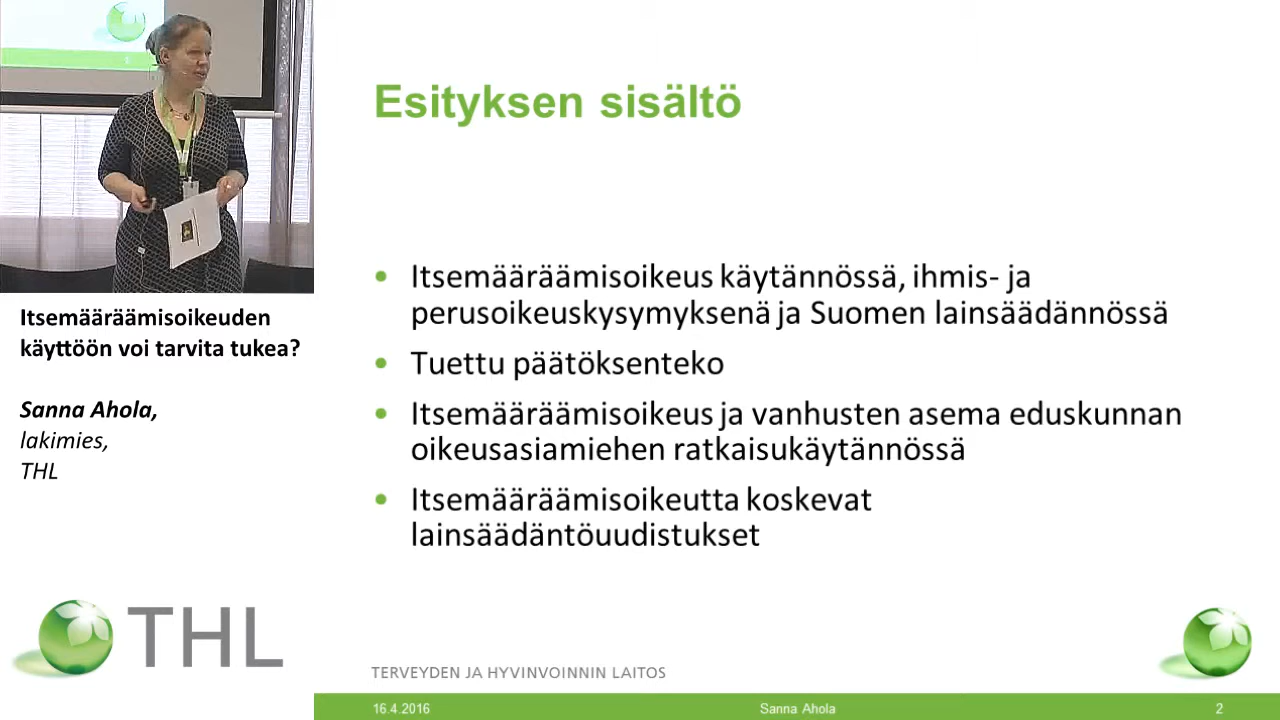 Esityksen sisältö
• Itsemääräämisoikeus käytännössä, ihmis- ja
perusoikeuskysymyksenä ja Suomen lainsäädännössä
• Tuettu päätöksenteko
• Itsemääräämisoikeus ja vanhusten asema eduskunnan
oikeusasiamiehen ratkaisukäytännössä
• Itsemääräämisoikeutta koskevat
lainsäädäntöuudistukset
Itsemääräämisoikeuden
käyttöön voi tarvita tukea?
Sanna Ahola,
lakimies,
THL
THL
TERVEYDEN JA HYVINVOINNIN LAITOS
16.4.2016
Sanna Ahola
2